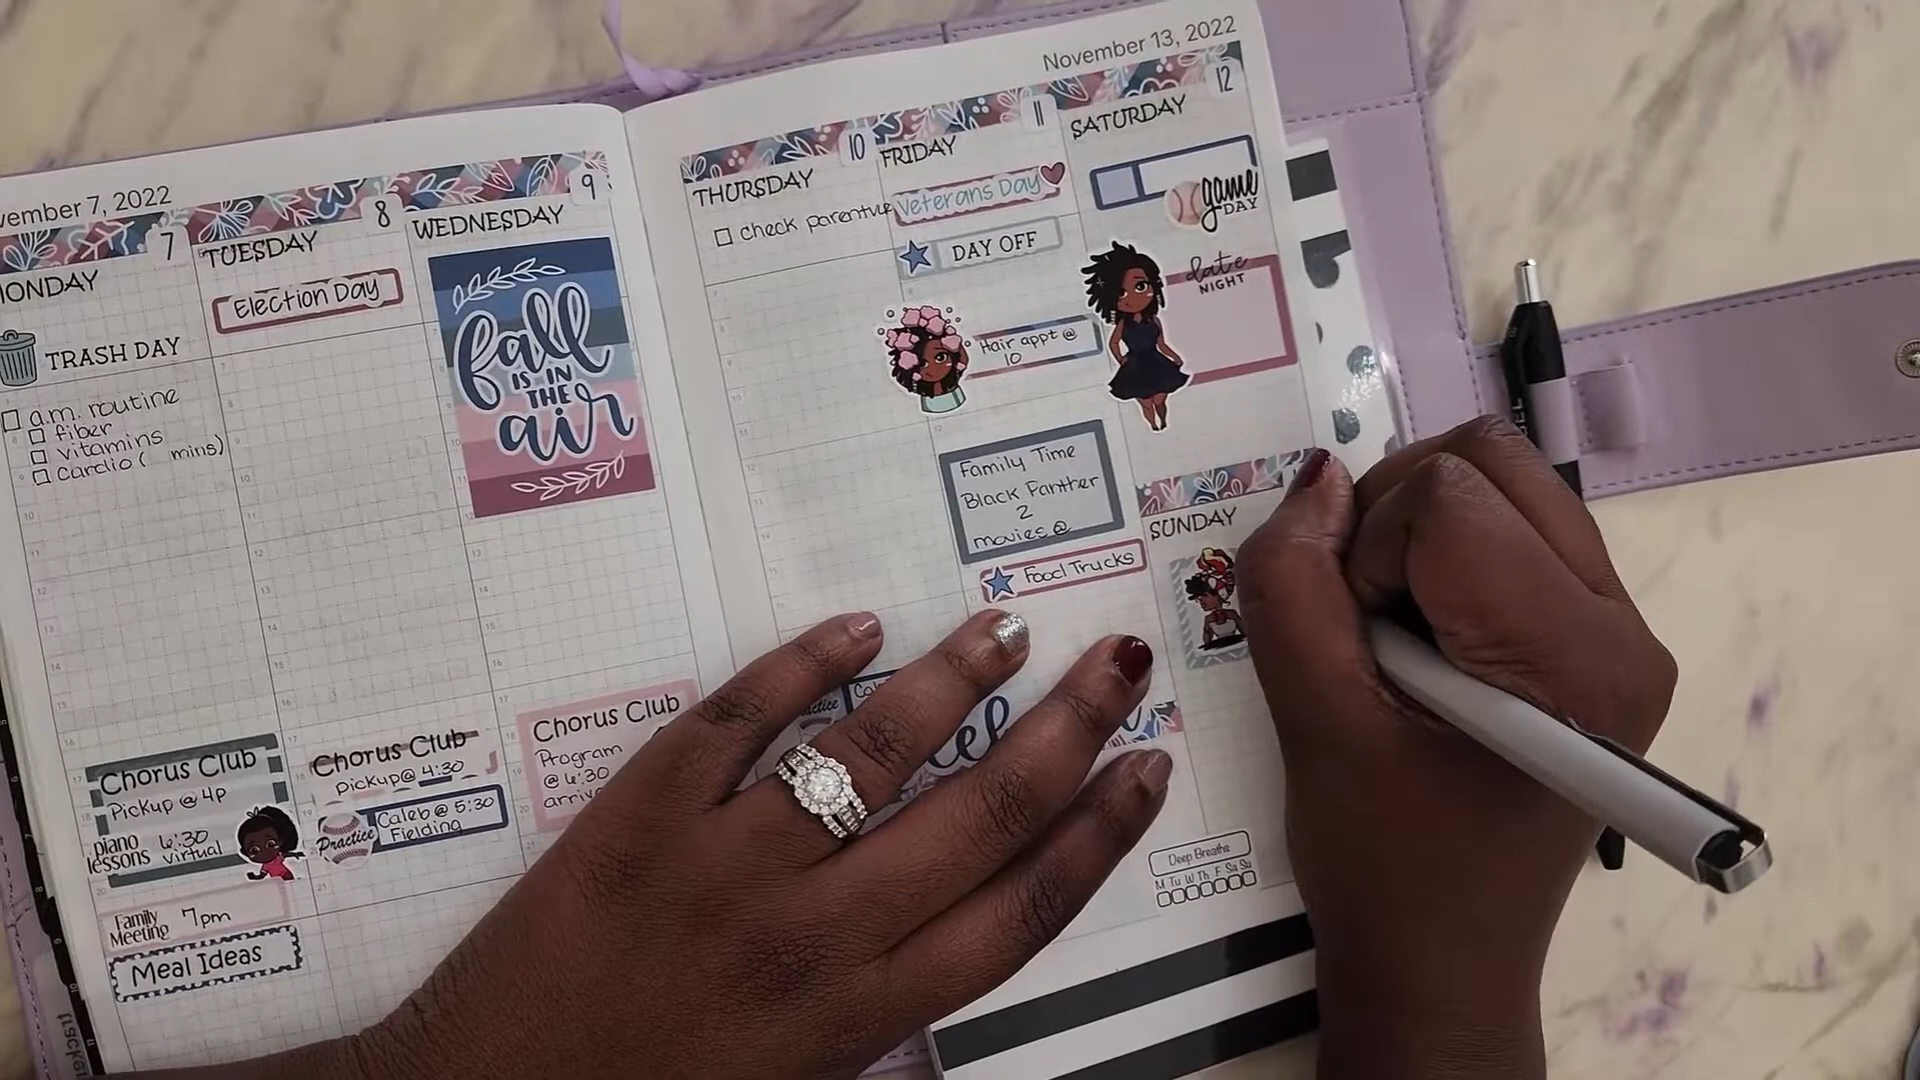 November 13, 2022
vember 7, 2022
7
ONDAY
TRASH DAY
a.m. routine
fiber
vitamins
cardio ( mins)
Chorus Club
Pickup @ 4p
piano lessons
6:30
virtual
Family Meeting
7pm
Meal Ideas
8
TUESDAY
Election Day
Chorus Club
pickup @ 4:30
Practice
Caleb @ 5:30
Fielding
9
WEDNESDAY
fall
IS IN
THE
air
Chorus Club
Program
@ 6:30
arriv
10
THURSDAY
check parentvue
11
FRIDAY
Veterans Day
DAY OFF
Hair appt @
10
Family Time
Black Panther
2
movies @
Food Trucks
12
SATURDAY
game
DAY
date
NIGHT
SUNDAY
Deep Breaths
M Tu W Th F Sa Su